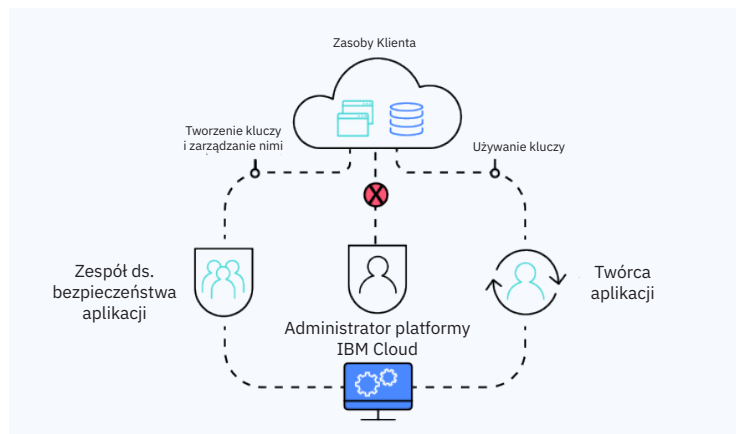 Zasoby Klienta
Tworzenie kluczy
i zarządzanie nimi
Używanie kluczy
Zespół ds.
bezpieczeństwa
aplikacji
Administrator platformy
IBM Cloud
Twórca
aplikacji